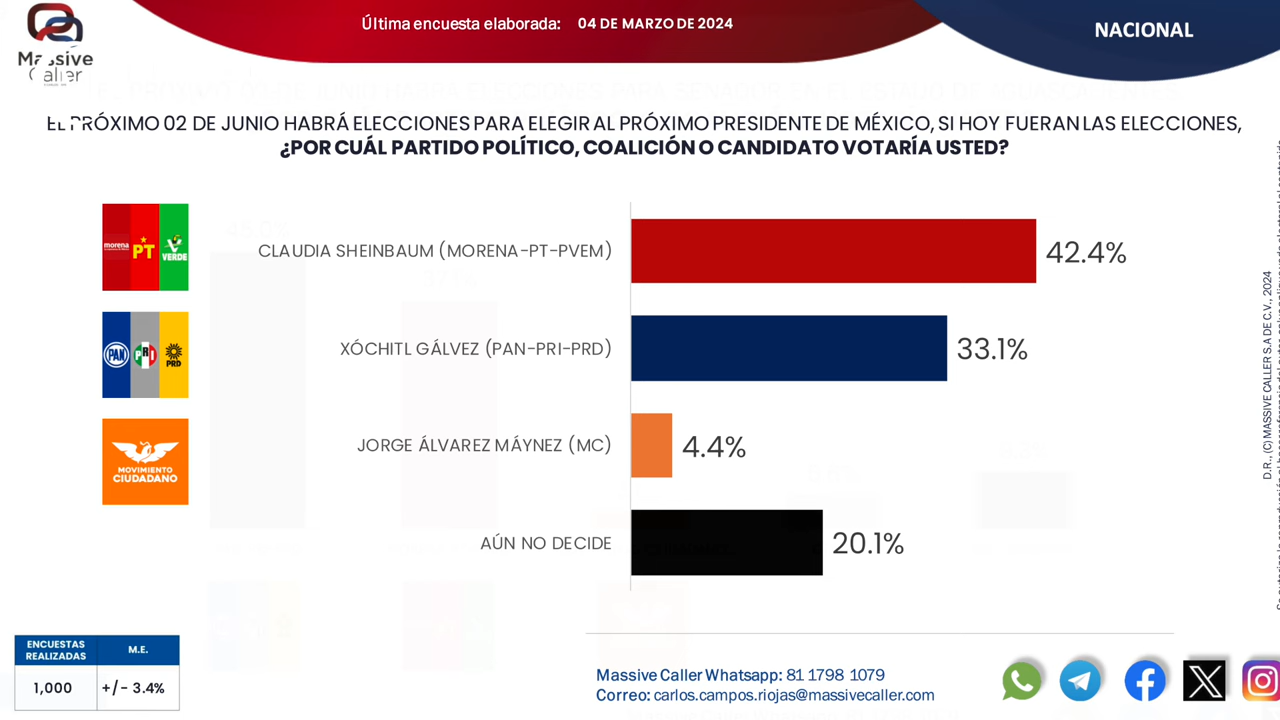 Última encuesta elaborada: 04 DE MARZO DE 2024
NACIONAL
Massive
Caller
EL PRÓXIMO 02 DE JUNIO HABRÁ ELECCIONES PARA ELEGIR AL PRÓXIMO PRESIDENTE DE MÉXICO, SI HOY FUERAN LAS ELECCIONES,
¿POR CUÁL PARTIDO POLÍTICO, COALICIÓN O CANDIDATO VOTARÍA USTED?
morena
PT
VERDE
CLAUDIA SHEINBAUM (MORENA-PT-PVEM)
42.4%
PAN
PRI
PRD
XÓCHITL GÁLVEZ (PAN-PRI-PRD)
33.1%
MOVIMIENTO
CIUDADANO
JORGE ÁLVAREZ MÁYNEZ (MC)
4.4%
AÚN NO DECIDE
20.1%
D.R., (C) MASSIVE CALLER S.A DE C.V., 2024
ENCUESTAS
REALIZADAS
M.E.
1,000
+/- 3.4%
Massive Caller Whatsapp: 81 1798 1079
Correo: carlos.campos.riojas@massivecaller.com